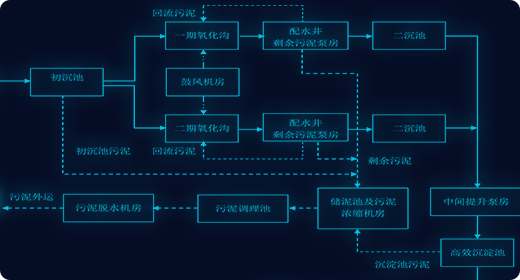 回流污泥
一期氧化沟
配水井
剩余污泥泵房
二沉池
初沉池
鼓风机房
初沉池污泥
回流污泥
二期氧化沟
配水井
剩余污泥泵房
二沉池
剩余污泥
污泥外运
污泥脱水机房
污泥调理池
储泥池及污泥
浓缩机房
中间提升泵房
沉淀池污泥
高效沉淀池